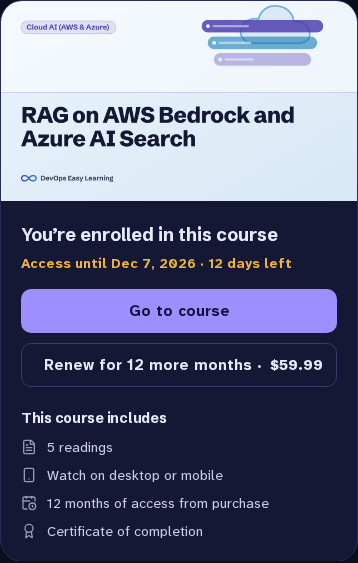 Cloud AI (AWS & Azure)
RAG on AWS Bedrock and
Azure AI Search
DevOps Easy Learning
You’re enrolled in this course
Access until Dec 7, 2026 · 12 days left
Go to course
Renew for 12 more months · $59.99
This course includes
5 readings
Watch on desktop or mobile
12 months of access from purchase
Certificate of completion